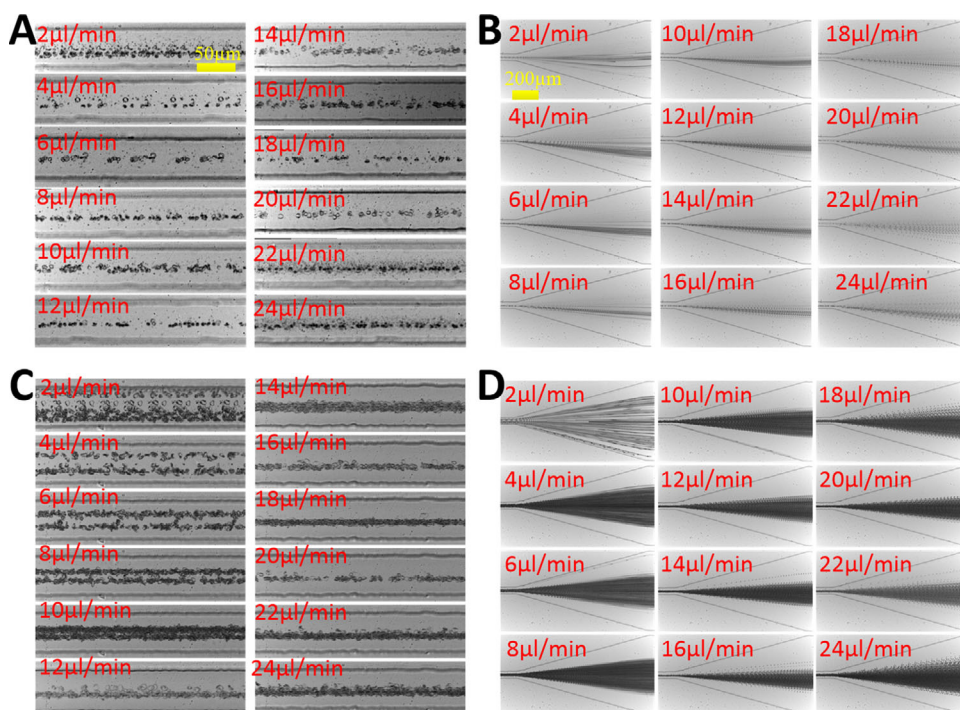 A
2µl/min
50µm
4µl/min
6µl/min
8µl/min
10µl/min
12µl/min
14µl/min
16µl/min
18µl/min
20µl/min
22µl/min
24µl/min
B
2µl/min
200µm
4µl/min
6µl/min
8µl/min
10µl/min
12µl/min
14µl/min
16µl/min
18µl/min
20µl/min
22µl/min
24µl/min
C
2µl/min
4µl/min
6µl/min
8µl/min
10µl/min
12µl/min
14µl/min
16µl/min
18µl/min
20µl/min
22µl/min
24µl/min
D
2µl/min
4µl/min
6µl/min
8µl/min
10µl/min
12µl/min
14µl/min
16µl/min
18µl/min
20µl/min
22µl/min
24µl/min